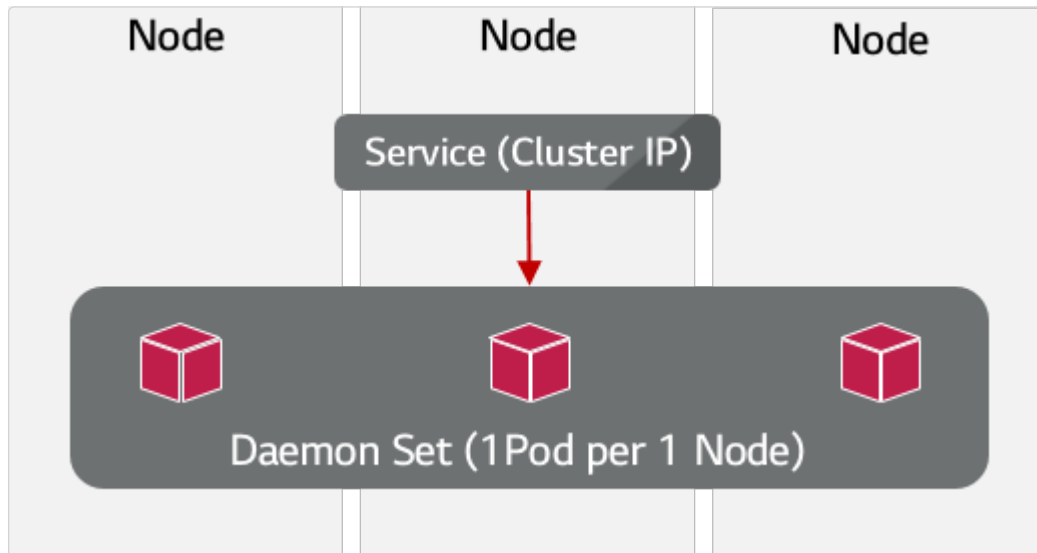 Node
Node
Node
Service (Cluster IP)
Daemon Set (1Pod per 1 Node)